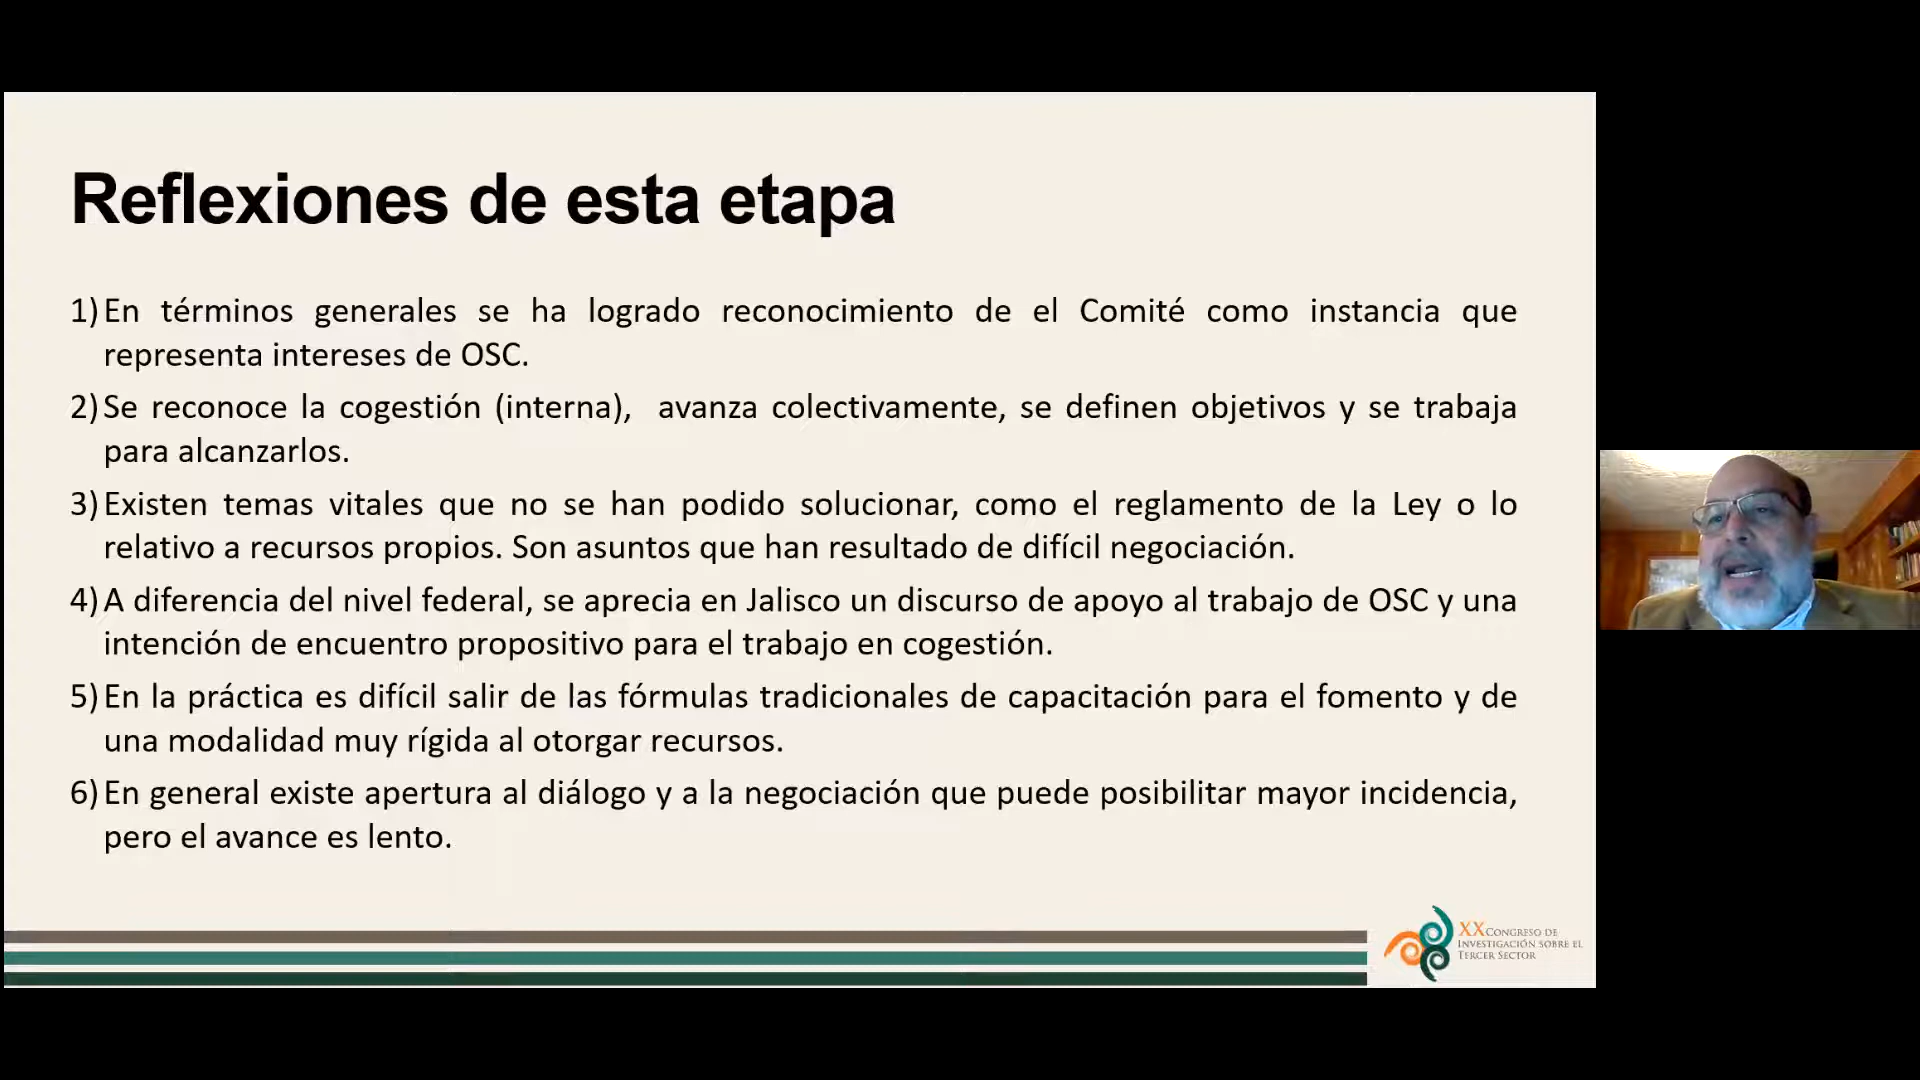 Reflexiones de esta etapa
1) En términos generales se ha logrado reconocimiento de el Comité como instancia que
representa intereses de OSC.
2) Se reconoce la cogestión (interna), avanza colectivamente, se definen objetivos y se trabaja
para alcanzarlos.
3) Existen temas vitales que no se han podido solucionar, como el reglamento de la Ley o lo
relativo a recursos propios. Son asuntos que han resultado de difícil negociación.
4) A diferencia del nivel federal, se aprecia en Jalisco un discurso de apoyo al trabajo de OSC y una
intención de encuentro propositivo para el trabajo en cogestión.
5) En la práctica es difícil salir de las fórmulas tradicionales de capacitación para el fomento y de
una modalidad muy rígida al otorgar recursos.
6) En general existe apertura al diálogo y a la negociación que puede posibilitar mayor incidencia,
pero el avance es lento.
XX CONGRESO DE
INVESTIGACIÓN SOBRE EL
TERCER SECTOR